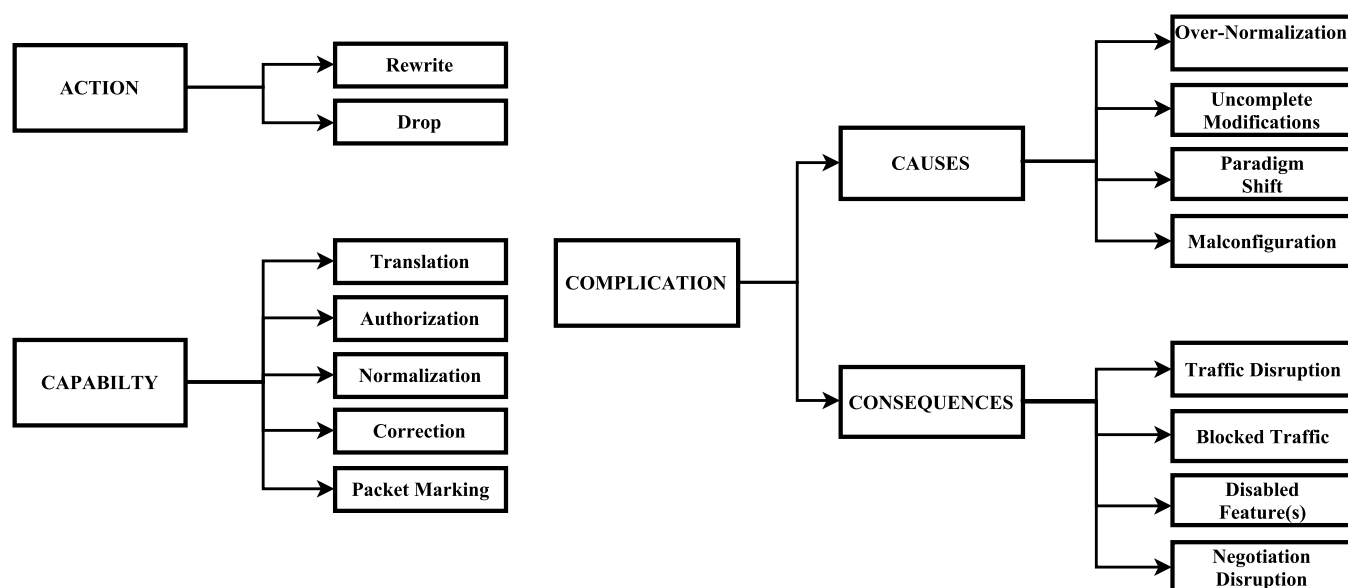 ACTION
Rewrite
Drop
CAPABILTY
Translation
Authorization
Normalization
Correction
Packet Marking
COMPLICATION
CAUSES
Over-Normalization
Uncomplete
Modifications
Paradigm
Shift
Malconfiguration
CONSEQUENCES
Traffic Disruption
Blocked Traffic
Disabled
Feature(s)
Negotiation
Disruption